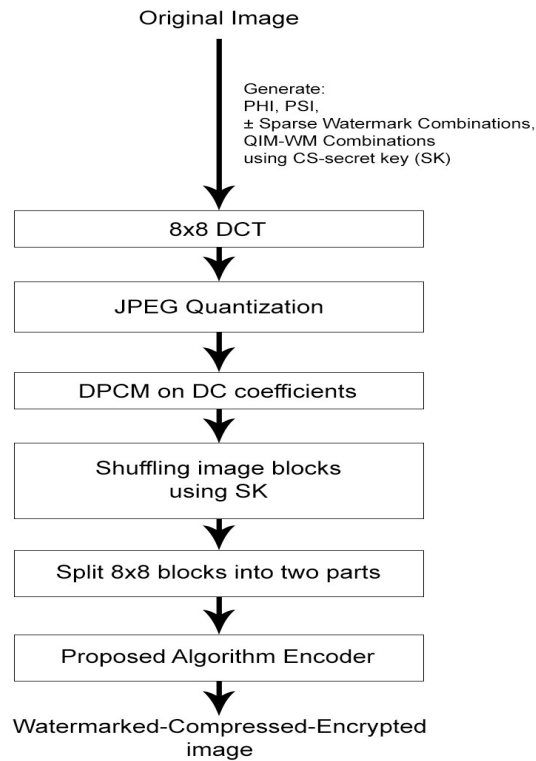 Original Image
Generate:
PHI, PSI,
± Sparse Watermark Combinations,
QIM-WM Combinations
using CS-secret key (SK)
8x8 DCT
JPEG Quantization
DPCM on DC coefficients
Shuffling image blocks
using SK
Split 8x8 blocks into two parts
Proposed Algorithm Encoder
Watermarked-Compressed-Encrypted
image